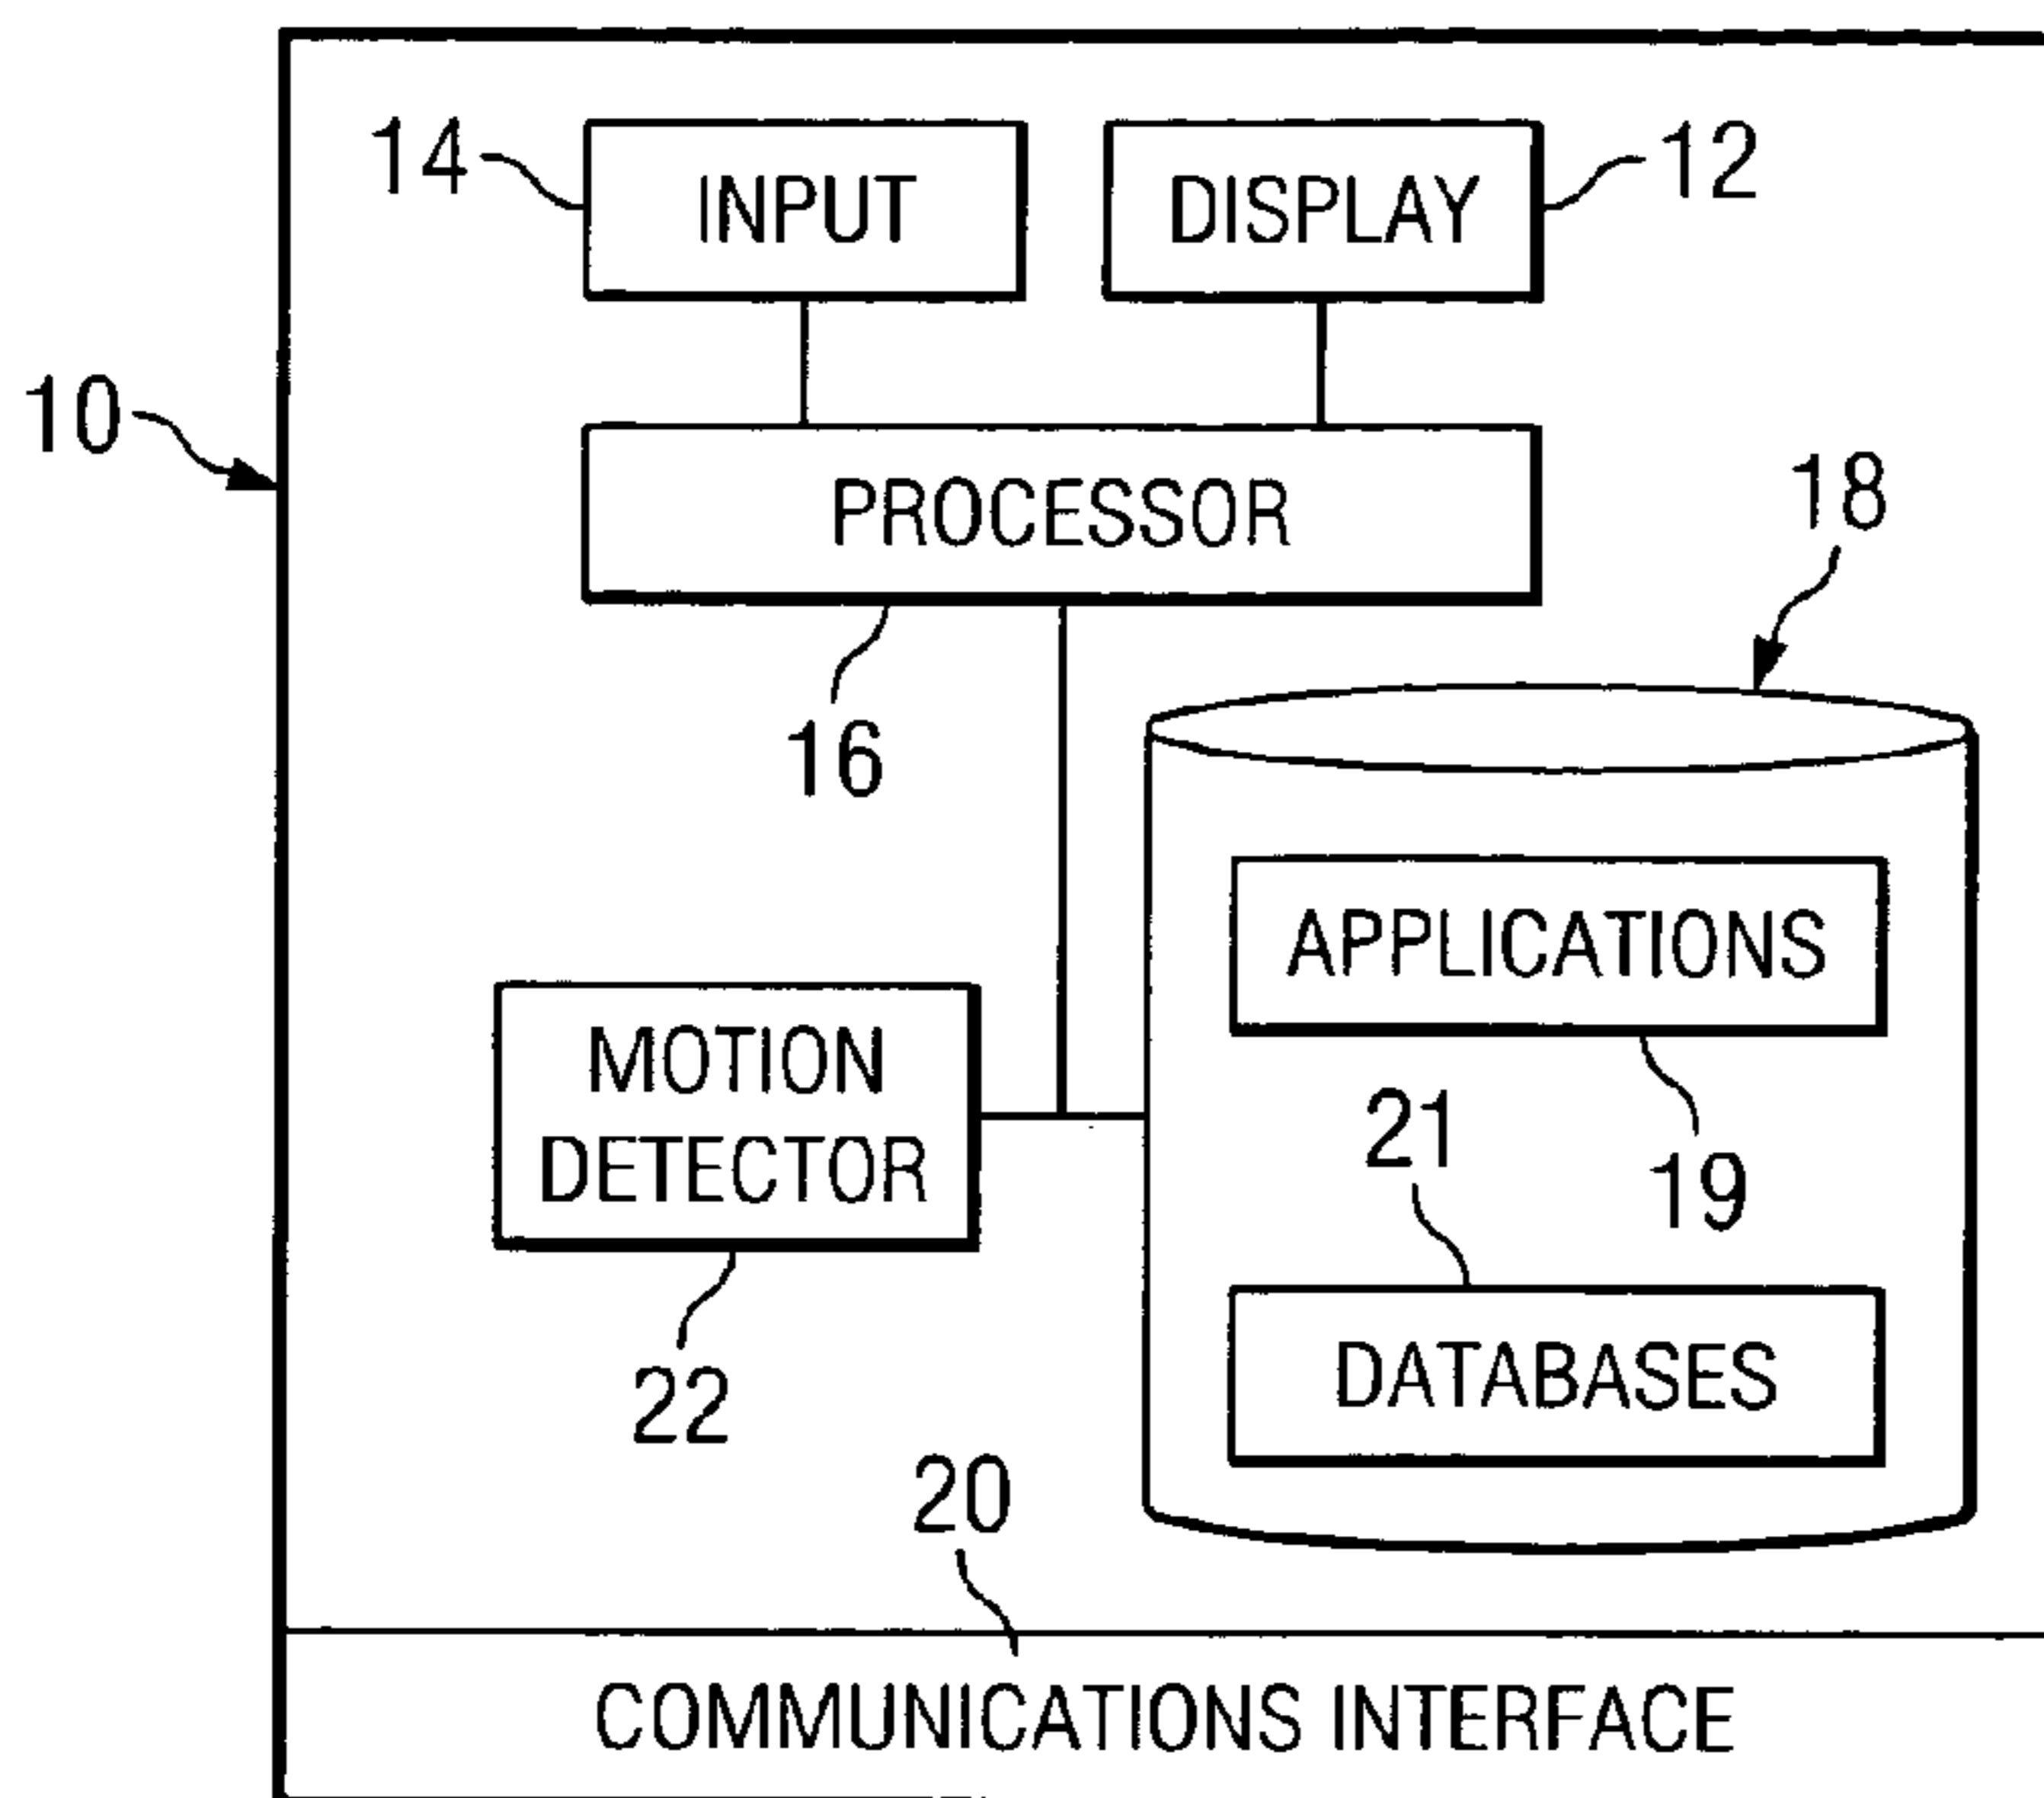 14
INPUT
DISPLAY
12
10
PROCESSOR
18
16
APPLICATIONS
MOTION
DETECTOR
21
19
22
DATABASES
20
COMMUNICATIONS INTERFACE